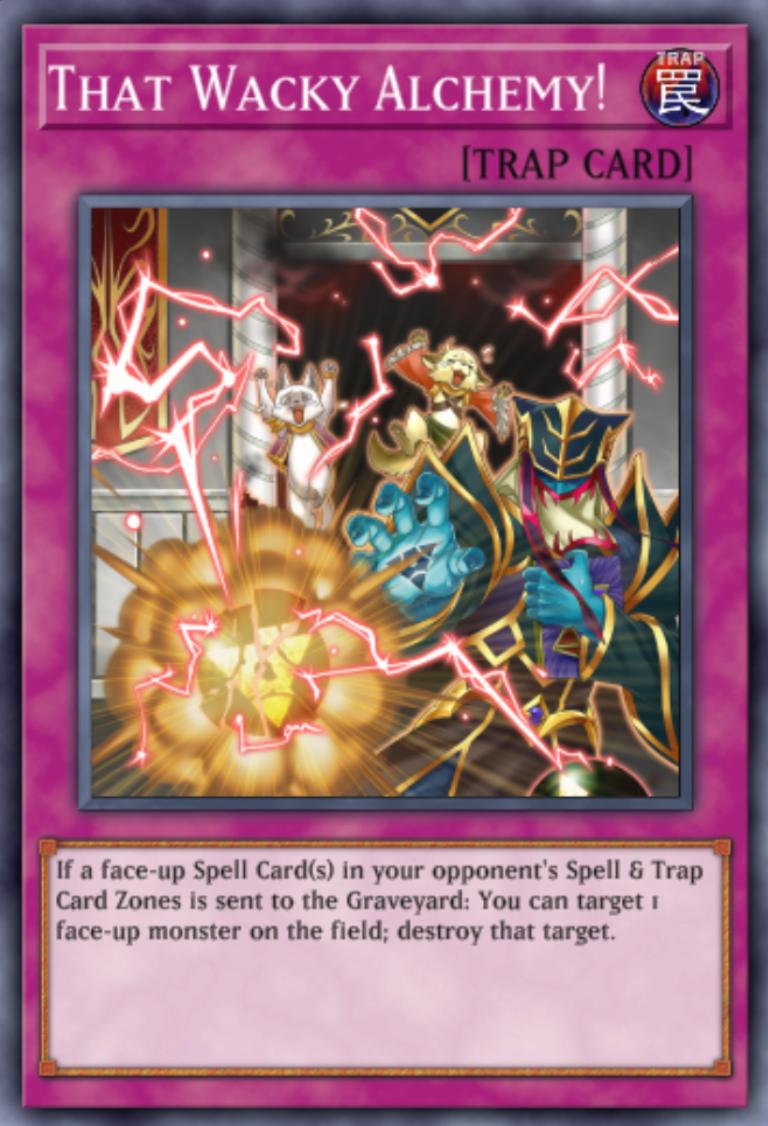 THAT WACKY ALCHEMY!
TRAP
罠
[TRAP CARD]
If a face-up Spell Card(s) in your opponent's Spell & Trap
Card Zones is sent to the Graveyard: You can target 1
face-up monster on the field; destroy that target.